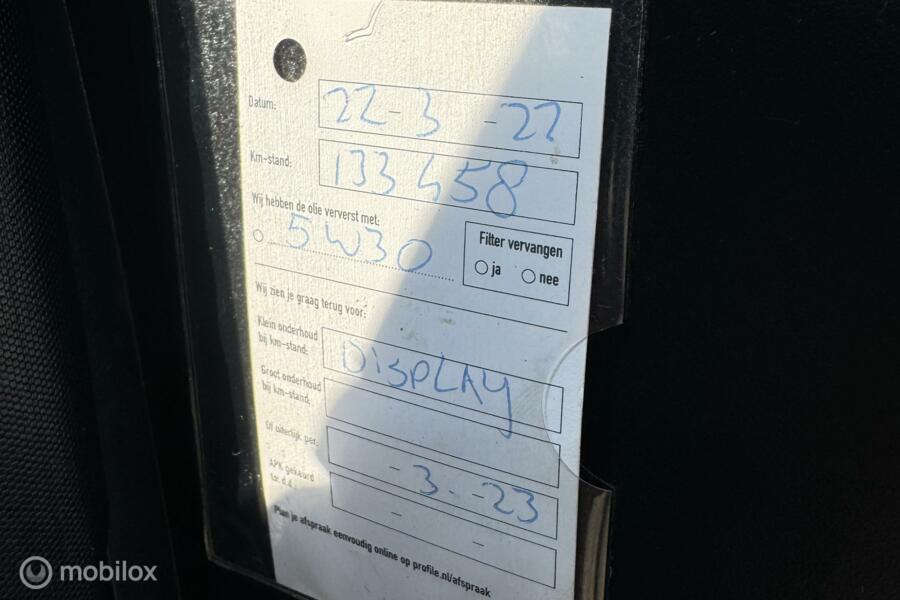 Datum: 22-3-22
Km-stand: 133458
Wij hebben de olie ververst met:
5W30
Filter vervangen
ja nee
Wij zien je graag terug voor:
Klein onderhoud
bij km-stand:
DiSPLAY
Groot onderhoud
bij km-stand:
Of uiterlijk per: - 3 - 23
APK gekeurd
t.e.m.: - -
Plan je afspraak eenvoudig online op profile.nl/afspraak
mobilox